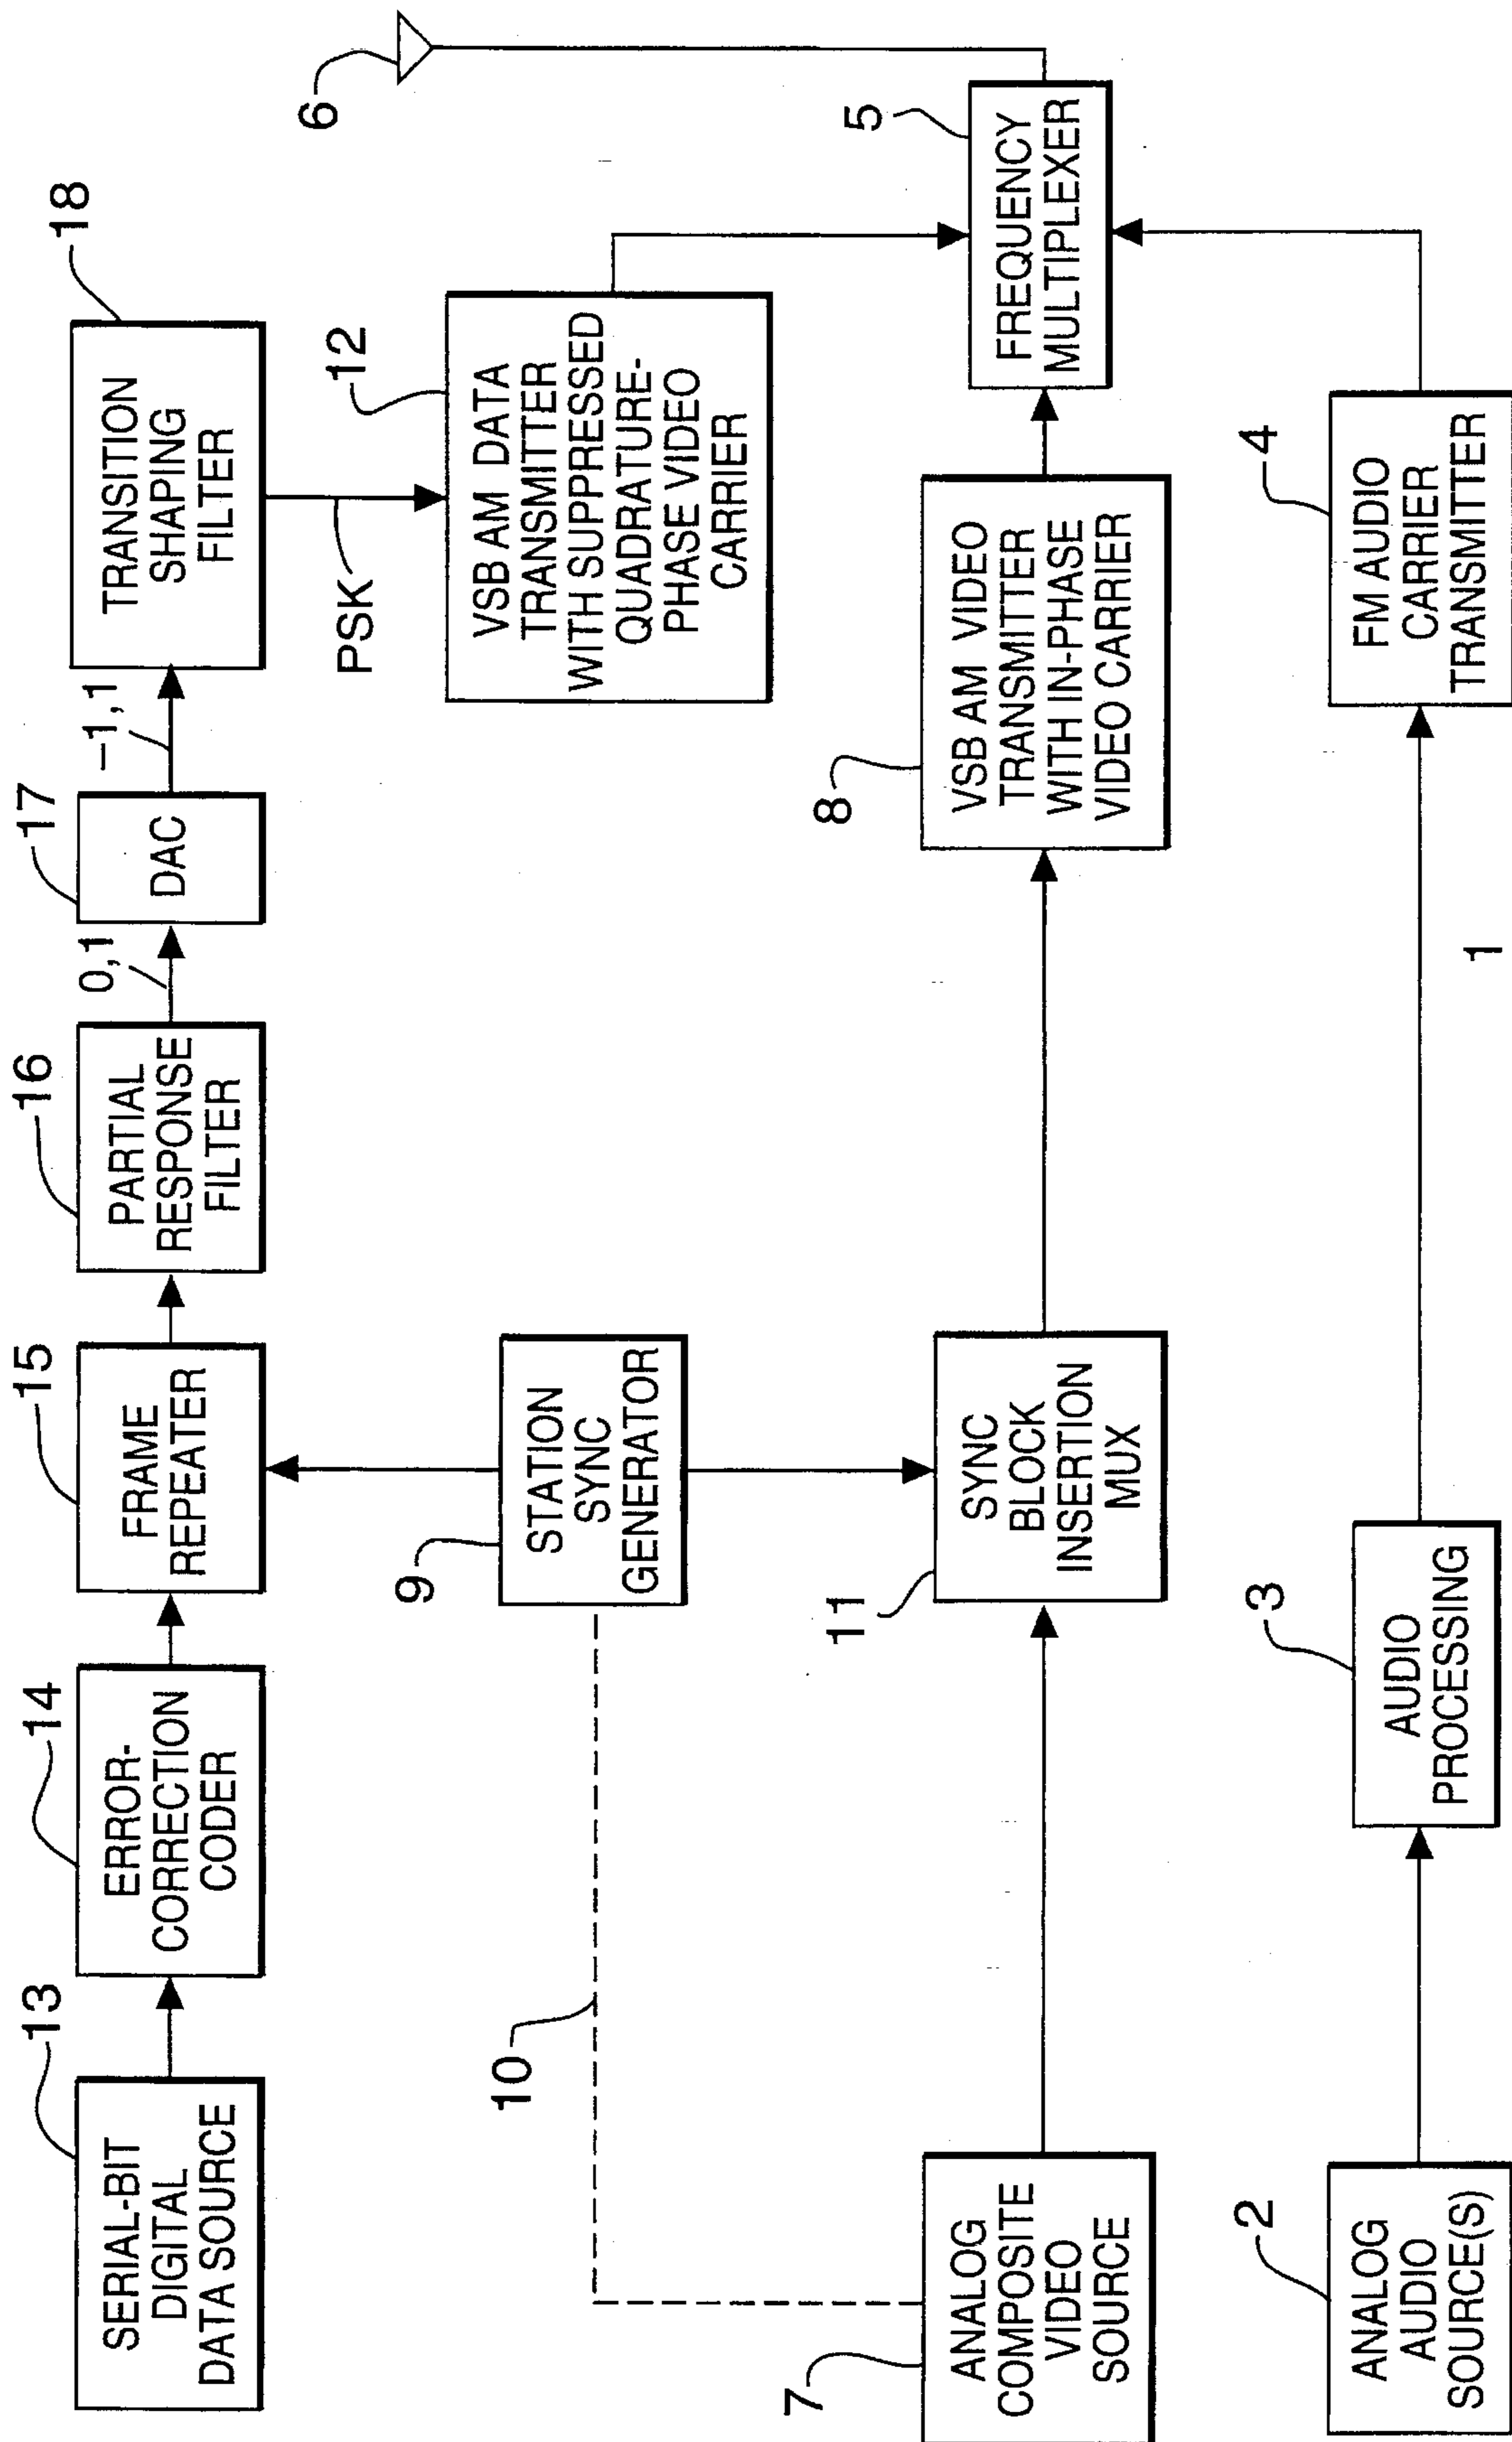 13
SERIAL-BIT
DIGITAL
DATA SOURCE
14
ERROR-
CORRECTION
CODER
15
FRAME
REPEATER
16
PARTIAL
RESPONSE
FILTER
0,1
17
DAC
−1,1
18
TRANSITION
SHAPING
FILTER
PSK
12
VSB AM DATA
TRANSMITTER
WITH SUPPRESSED
QUADRATURE-
PHASE VIDEO
CARRIER
6
10
9
STATION
SYNC
GENERATOR
7
ANALOG
COMPOSITE
VIDEO
SOURCE
11
SYNC
BLOCK
INSERTION
MUX
8
VSB AM VIDEO
TRANSMITTER
WITH IN-PHASE
VIDEO CARRIER
5
FREQUENCY
MULTIPLEXER
2
ANALOG
AUDIO
SOURCE(S)
3
AUDIO
PROCESSING
1
4
FM AUDIO
CARRIER
TRANSMITTER